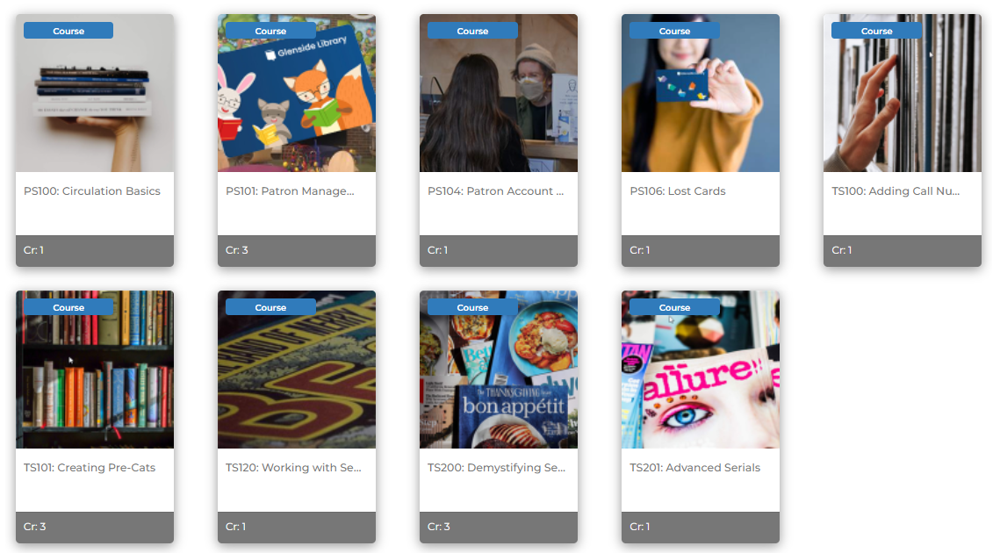 Course
Glenside Library
PS100: Circulation Basics
Cr: 1
Course
PS101: Patron Manage...
Cr: 3
Course
PS104: Patron Account ...
Cr: 1
Course
PS106: Lost Cards
Cr: 1
Course
TS100: Adding Call Nu...
Cr: 1
Course
TS101: Creating Pre-Cats
Cr: 3
Course
TS120: Working with Se...
Cr: 1
Course
THE THANKSGIVING
bon appétit
TS200: Demystifying Se...
Cr: 3
Course
allure
TS201: Advanced Serials
Cr: 1